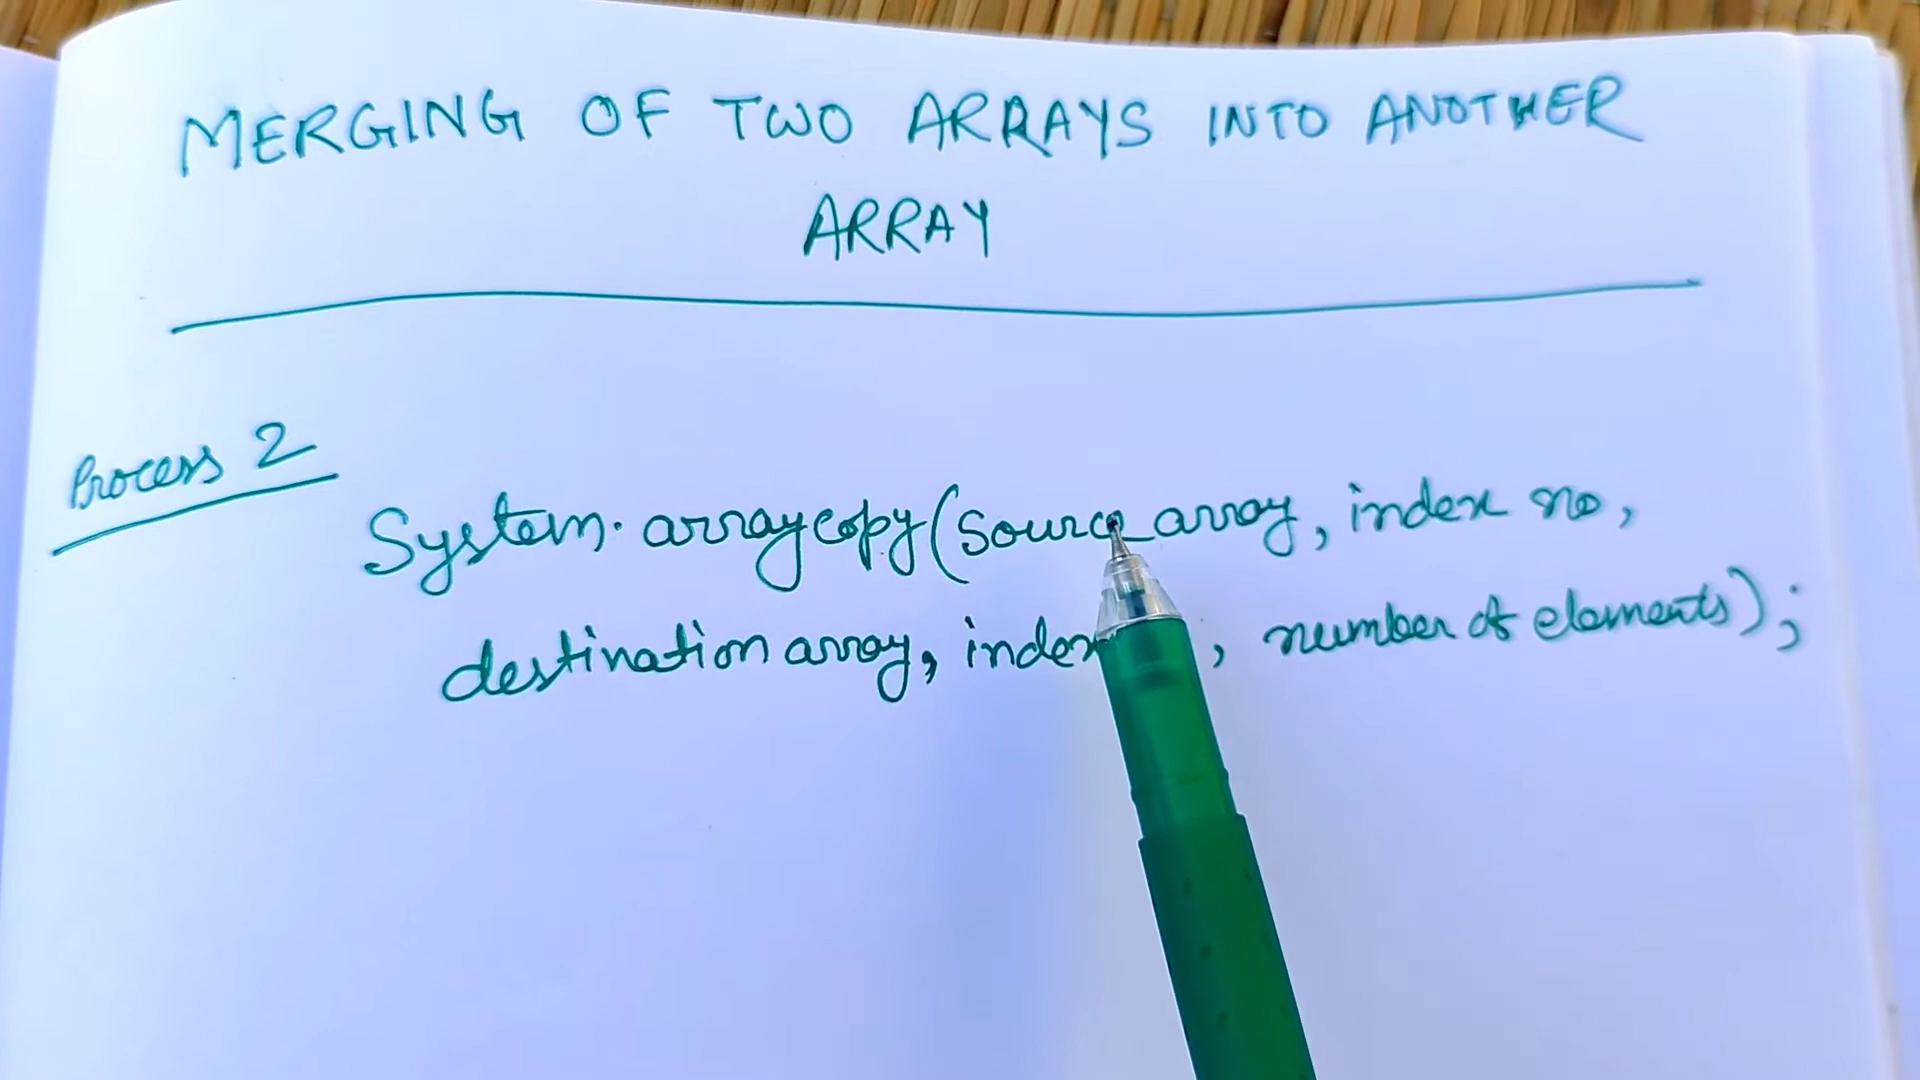 MERGING OF TWO ARRAYS INTO ANOTHER
ARRAY
Process 2
System.arraycopy(Source array, index no,
destination array, index , number of elements);